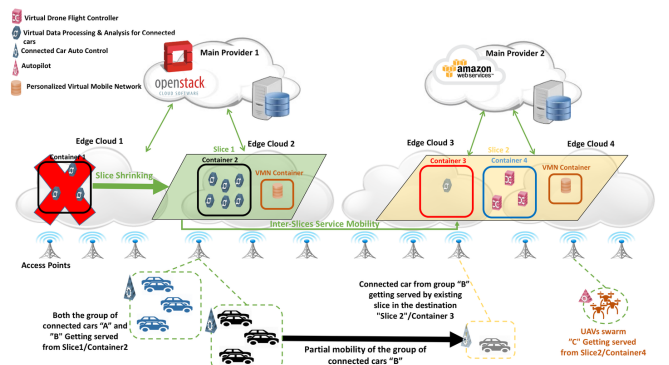 Virtual Drone Flight Controller
Virtual Data Processing & Analysis for Connected
cars
Connected Car Auto Control
Autopilot
Personalized Virtual Mobile Network
Main Provider 1
openstack
CLOUD SOFTWARE
Main Provider 2
amazon
webservices™
Edge Cloud 1
Container 1
Slice Shrinking
Slice 1
Edge Cloud 2
Container 2
VMN Container
Edge Cloud 3
Slice 2
Edge Cloud 4
Container 3
Container 4
VMN Container
Inter-Slices Service Mobility
Access Points
Both the group of
connected cars "A" and
"B" Getting served
from Slice1/Container2
Partial mobility of the group of
connected cars "B"
Connected car from group "B"
getting served by existing
slice in the destination
"Slice 2"/Container 3
UAVs swarm
"C" Getting served
from Slice2/Container4